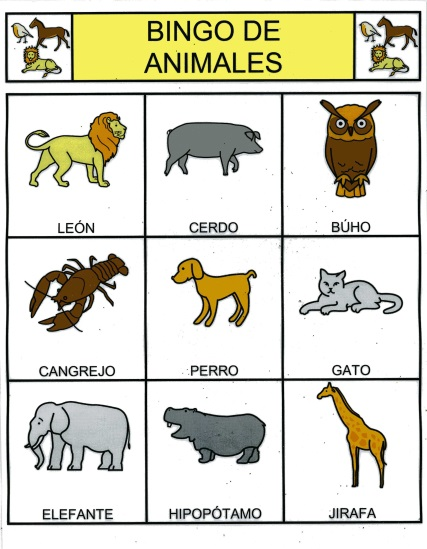 BINGO DE
ANIMALES
LEÓN
CERDO
BÚHO
CANGREJO
PERRO
GATO
ELEFANTE
HIPOPÓTAMO
JIRAFA